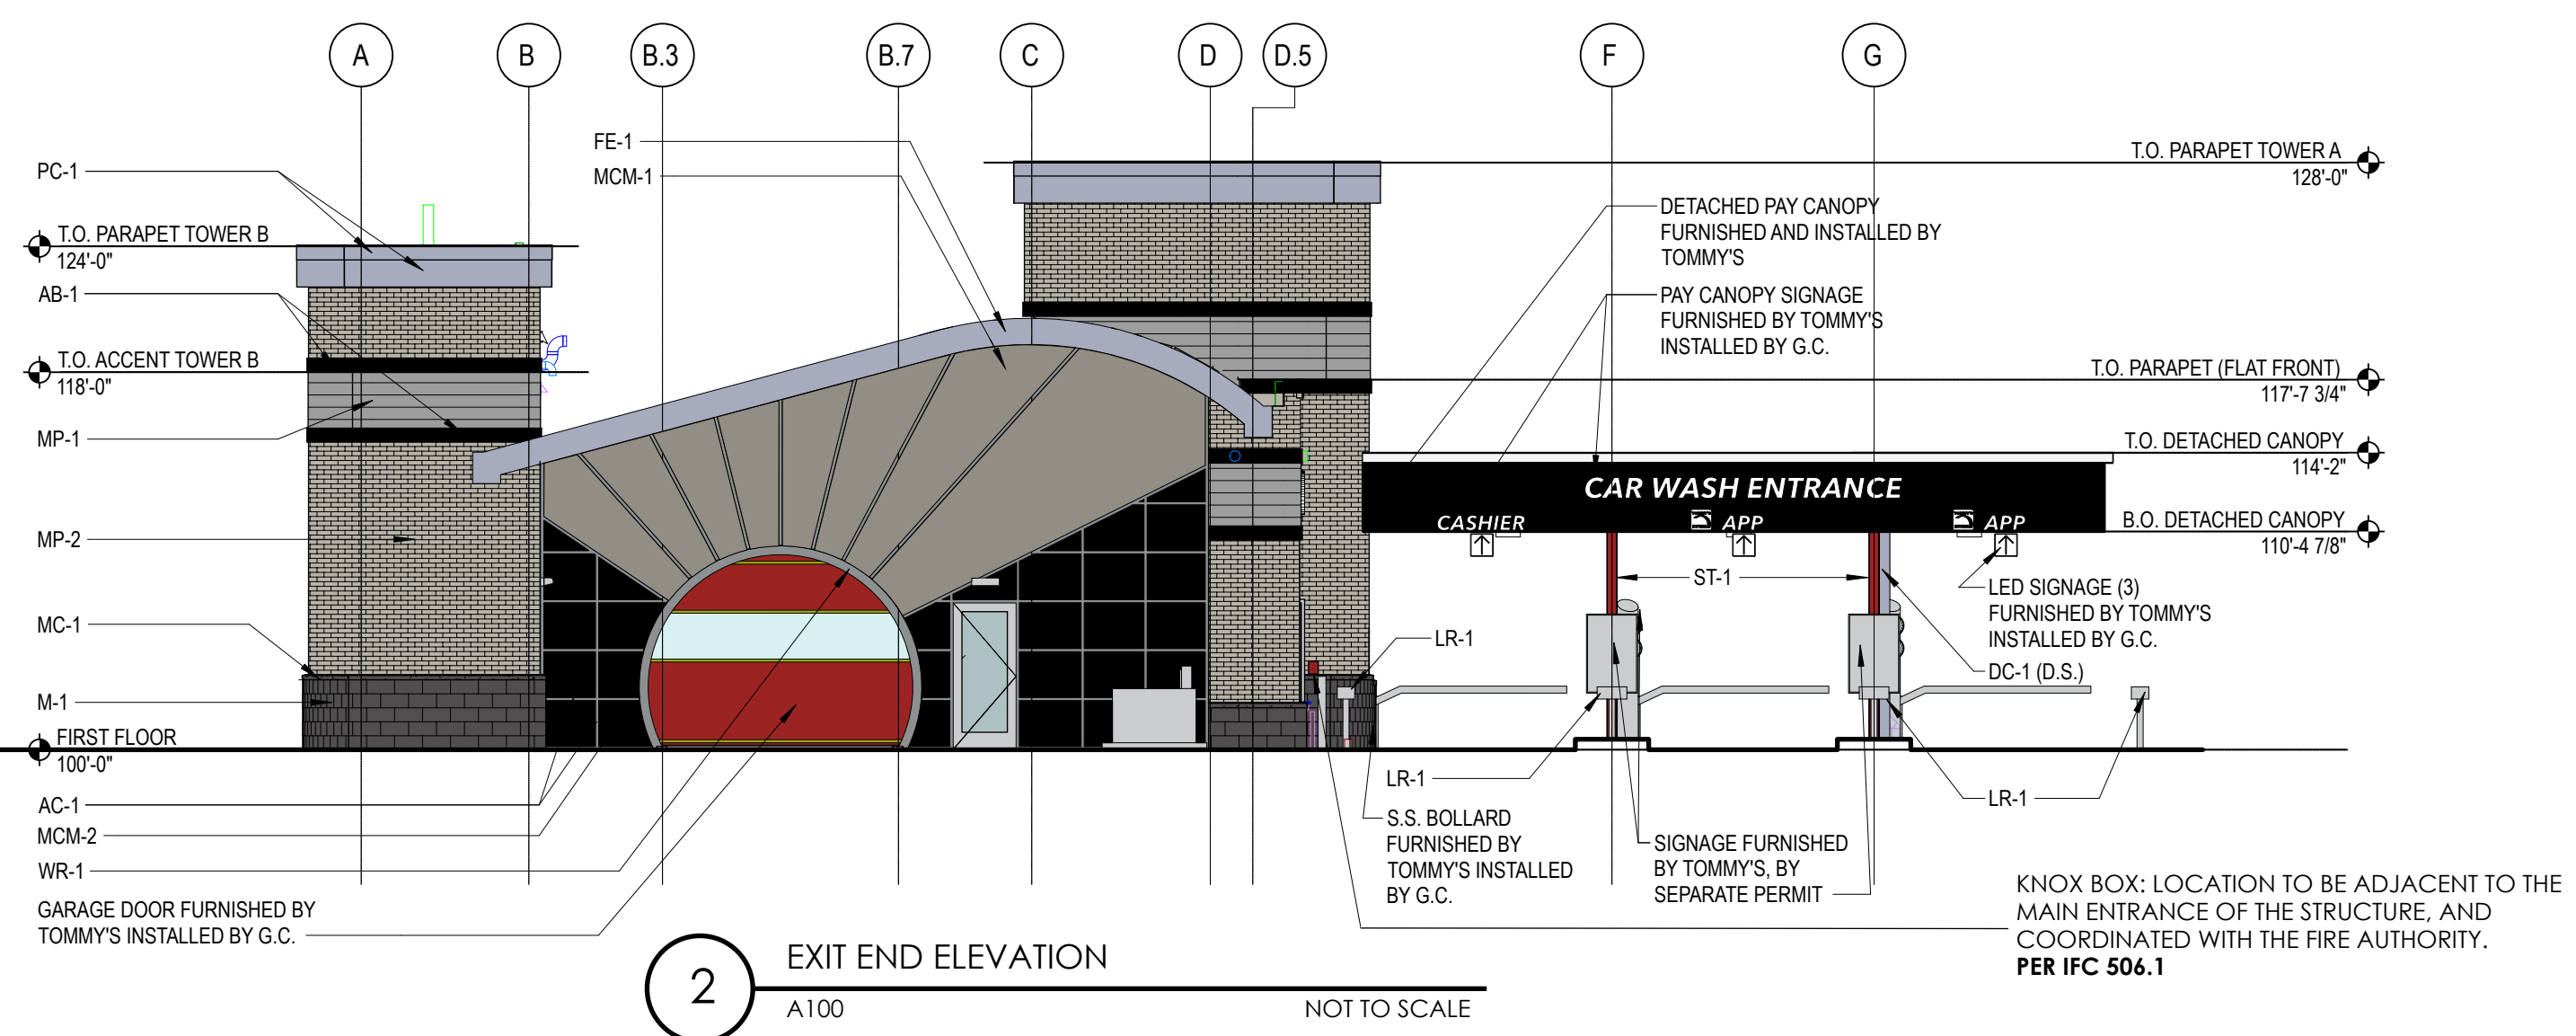 A
B
B.3
B.7
C
D
D.5
F
G
PC-1
T.O. PARAPET TOWER B
124'-0"
AB-1
T.O. ACCENT TOWER B
118'-0"
MP-1
MP-2
MC-1
M-1
FIRST FLOOR
100'-0"
AC-1
MCM-2
WR-1
GARAGE DOOR FURNISHED BY
TOMMY'S INSTALLED BY G.C.
FE-1
MCM-1
DETACHED PAY CANOPY
FURNISHED AND INSTALLED BY
TOMMY'S
PAY CANOPY SIGNAGE
FURNISHED BY TOMMY'S
INSTALLED BY G.C.
T.O. PARAPET TOWER A
128'-0"
T.O. PARAPET (FLAT FRONT)
117'-7 3/4"
T.O. DETACHED CANOPY
114'-2"
B.O. DETACHED CANOPY
110'-4 7/8"
CAR WASH ENTRANCE
CASHIER
APP
APP
ST-1
LED SIGNAGE (3)
FURNISHED BY TOMMY'S
INSTALLED BY G.C.
DC-1 (D.S.)
LR-1
LR-1
LR-1
S.S. BOLLARD
FURNISHED BY
TOMMY'S INSTALLED
BY G.C.
SIGNAGE FURNISHED
BY TOMMY'S, BY
SEPARATE PERMIT
KNOX BOX: LOCATION TO BE ADJACENT TO THE
MAIN ENTRANCE OF THE STRUCTURE, AND
COORDINATED WITH THE FIRE AUTHORITY.
PER IFC 506.1
2
EXIT END ELEVATION
A100
NOT TO SCALE